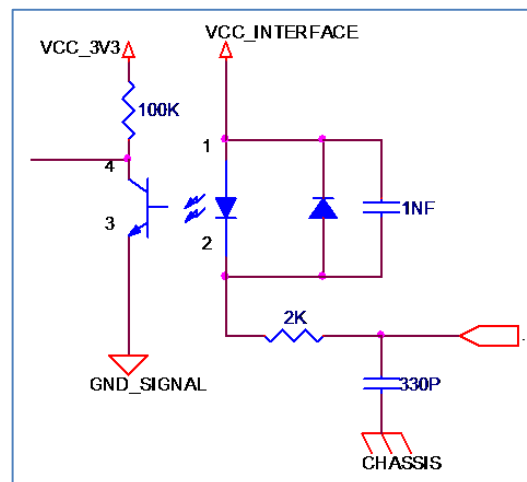 VCC_3V3
VCC_INTERFACE
100K
4
1
3
2
1NF
2K
330P
GND_SIGNAL
CHASSIS